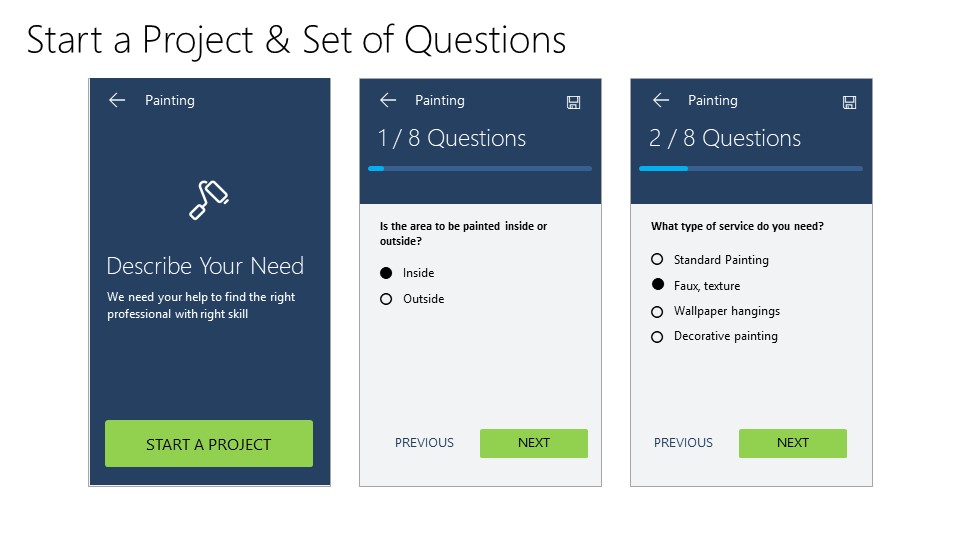 Start a Project & Set of Questions
Painting
Describe Your Need
We need your help to find the right
professional with right skill
START A PROJECT
Painting
1 / 8 Questions
Is the area to be painted inside or
outside?
Inside
Outside
PREVIOUS
NEXT
Painting
2 / 8 Questions
What type of service do you need?
Standard Painting
Faux, texture
Wallpaper hangings
Decorative painting
PREVIOUS
NEXT